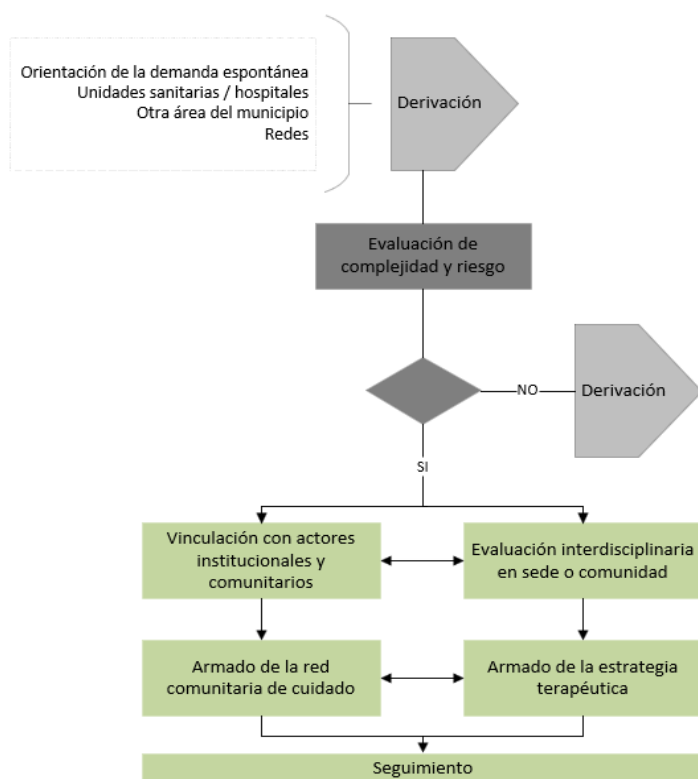 Orientación de la demanda espontánea
Unidades sanitarias / hospitales
Otra área del municipio
Redes
Derivación
Evaluación de
complejidad y riesgo
NO
Derivación
SI
Vinculación con actores
institucionales y
comunitarios
Evaluación interdisciplinaria
en sede o comunidad
Armado de la red
comunitaria de cuidado
Armado de la estrategia
terapéutica
Seguimiento